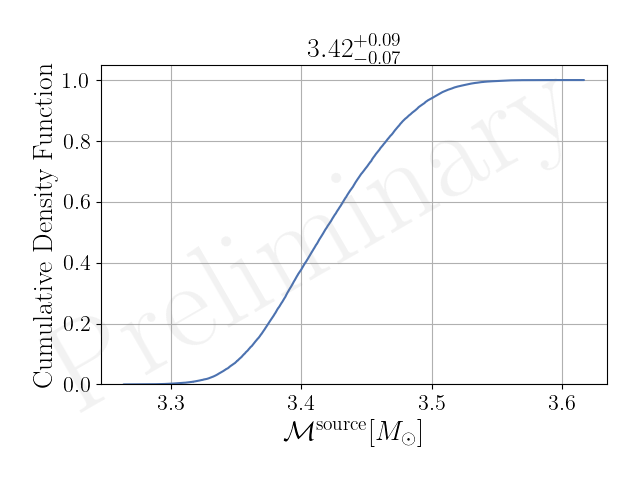 3.42^{+0.09}_{-0.07}
Cumulative Density Function
1.0
0.8
0.6
0.4
0.2
0.0
Preliminary
3.3 3.4 3.5 3.6
ℳ^{source}[M_⊙]